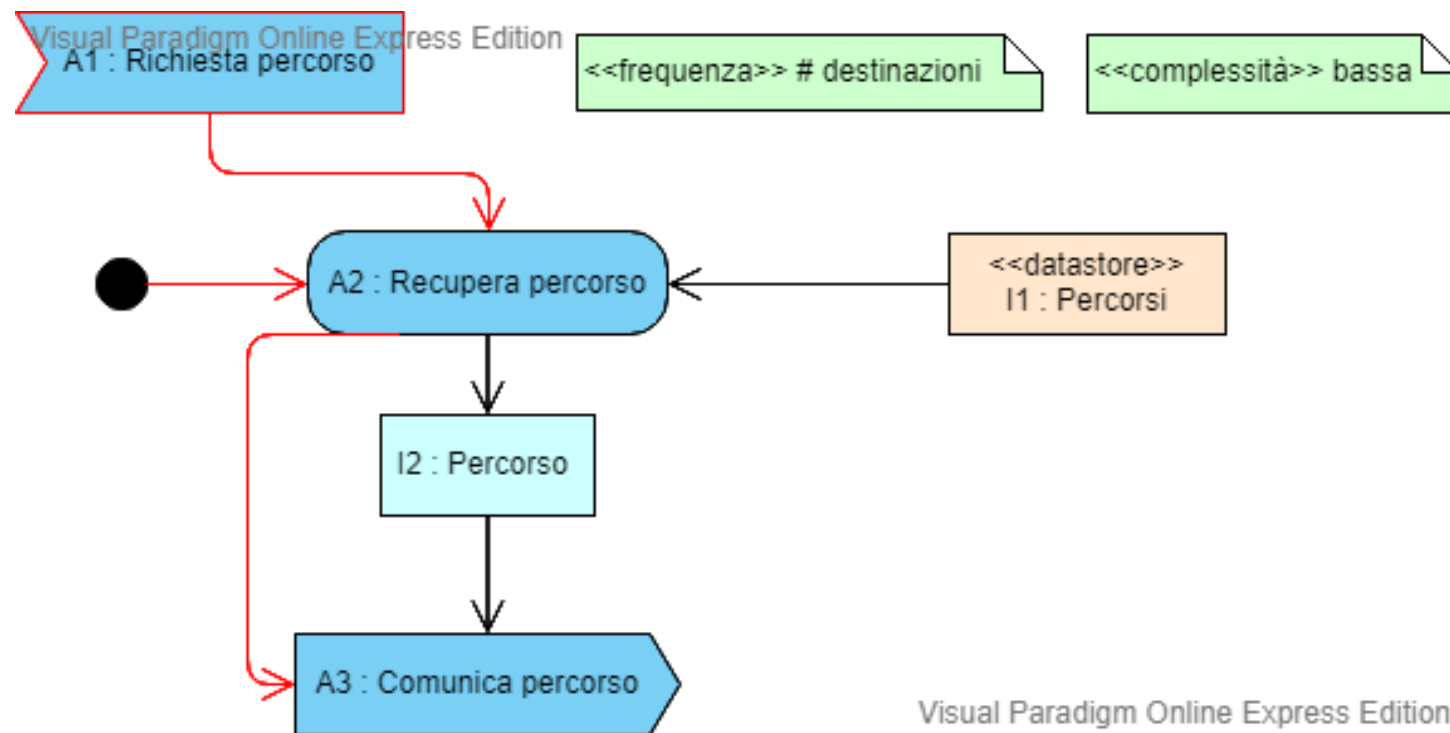 Visual Paradigm Online Express Edition
A1 : Richiesta percorso
<<frequenza>> # destinazioni
<<complessità>> bassa
A2 : Recupera percorso
<<datastore>>
I1 : Percorsi
I2 : Percorso
A3 : Comunica percorso
Visual Paradigm Online Express Edition